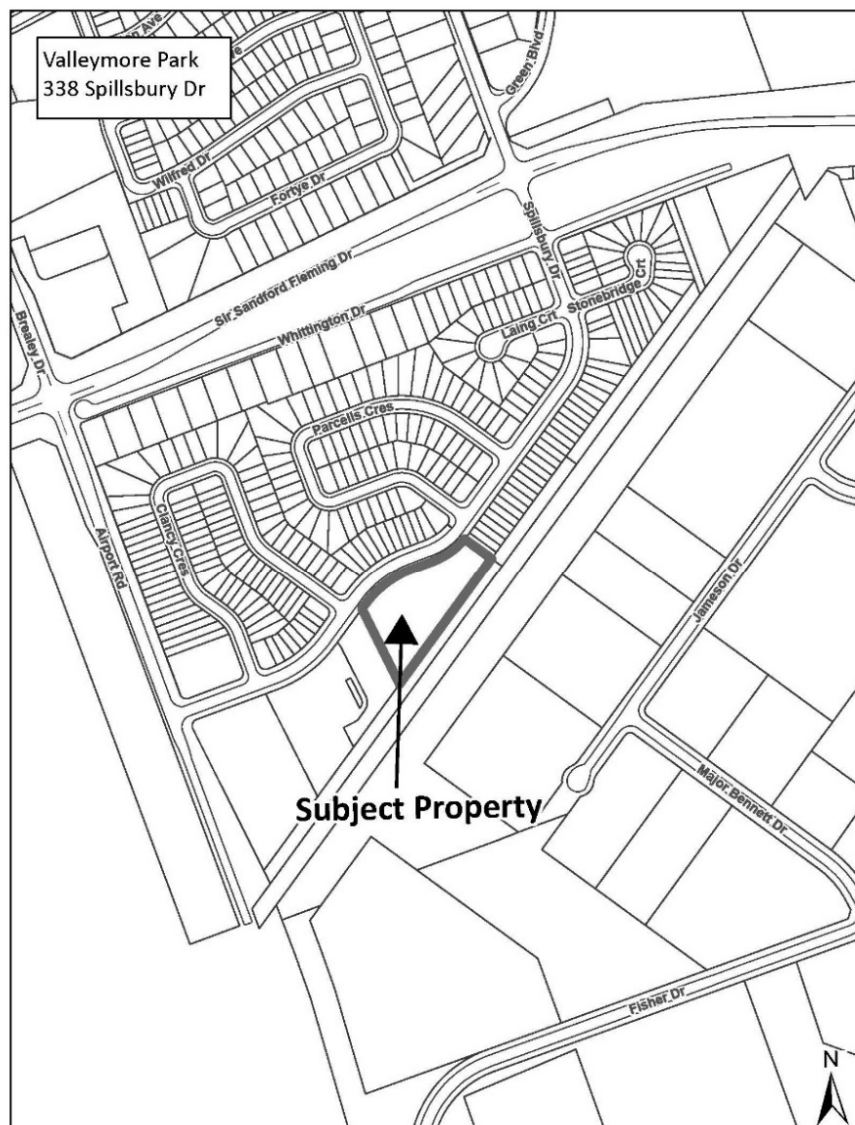 Valleymore Park
338 Spillsbury Dr
Green Blvd
Wilfred Dr
Fortye Dr
Spillsbury Dr
Sir Sandford Fleming Dr
Stonebridge Crt
Brealey Dr
Whittington Dr
Laing Crt
Parcells Cres
Clancy Cres
Airport Rd
Jameson Dr
Major Bennett Dr
Subject Property
Fisher Dr
N